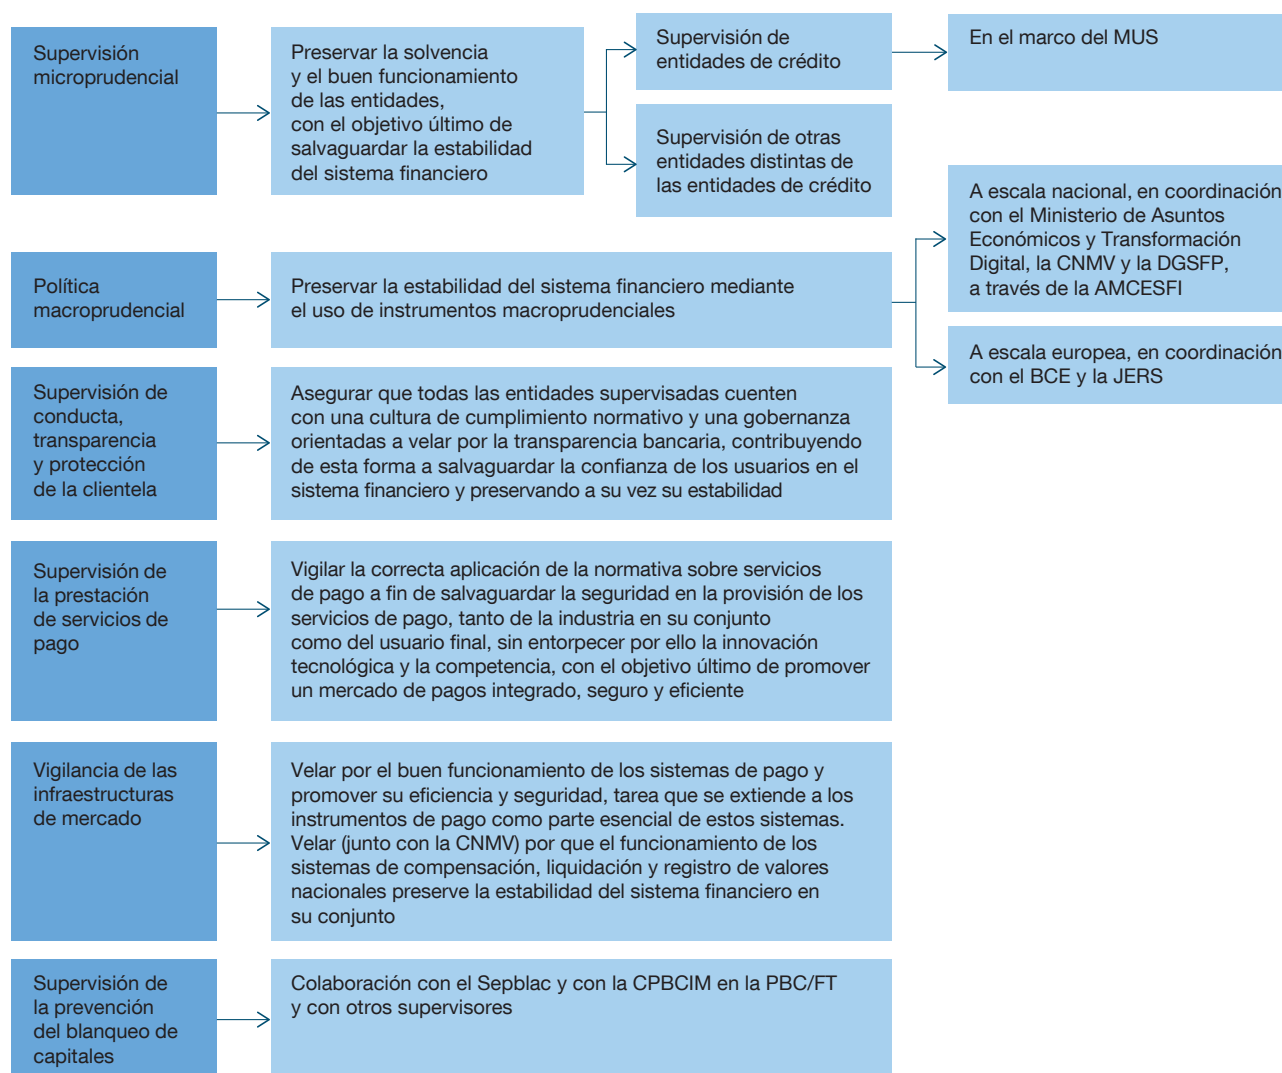 Supervisión
microprudencial
Preservar la solvencia
y el buen funcionamiento
de las entidades,
con el objetivo último de
salvaguardar la estabilidad
del sistema financiero
Supervisión de
entidades de crédito
En el marco del MUS
Supervisión de otras
entidades distintas de
las entidades de crédito
Política
macroprudencial
Preservar la estabilidad del sistema financiero mediante
el uso de instrumentos macroprudenciales
A escala nacional, en coordinación
con el Ministerio de Asuntos
Económicos y Transformación
Digital, la CNMV y la DGSFP,
a través de la AMCESFI
A escala europea, en coordinación
con el BCE y la JERS
Supervisión de
conducta,
transparencia
y protección
de la clientela
Asegurar que todas las entidades supervisadas cuenten
con una cultura de cumplimiento normativo y una gobernanza
orientadas a velar por la transparencia bancaria, contribuyendo
de esta forma a salvaguardar la confianza de los usuarios en el
sistema financiero y preservando a su vez su estabilidad
Supervisión de
la prestación
de servicios de
pago
Vigilar la correcta aplicación de la normativa sobre servicios
de pago a fin de salvaguardar la seguridad en la provisión de los
servicios de pago, tanto de la industria en su conjunto
como del usuario final, sin entorpecer por ello la innovación
tecnológica y la competencia, con el objetivo último de promover
un mercado de pagos integrado, seguro y eficiente
Vigilancia de las
infraestructuras
de mercado
Velar por el buen funcionamiento de los sistemas de pago y
promover su eficiencia y seguridad, tarea que se extiende a los
instrumentos de pago como parte esencial de estos sistemas.
Velar (junto con la CNMV) por que el funcionamiento de los
sistemas de compensación, liquidación y registro de valores
nacionales preserve la estabilidad del sistema financiero en
su conjunto
Supervisión de
la prevención
del blanqueo de
capitales
Colaboración con el Sepblac y con la CPBCIM en la PBC/FT
y con otros supervisores